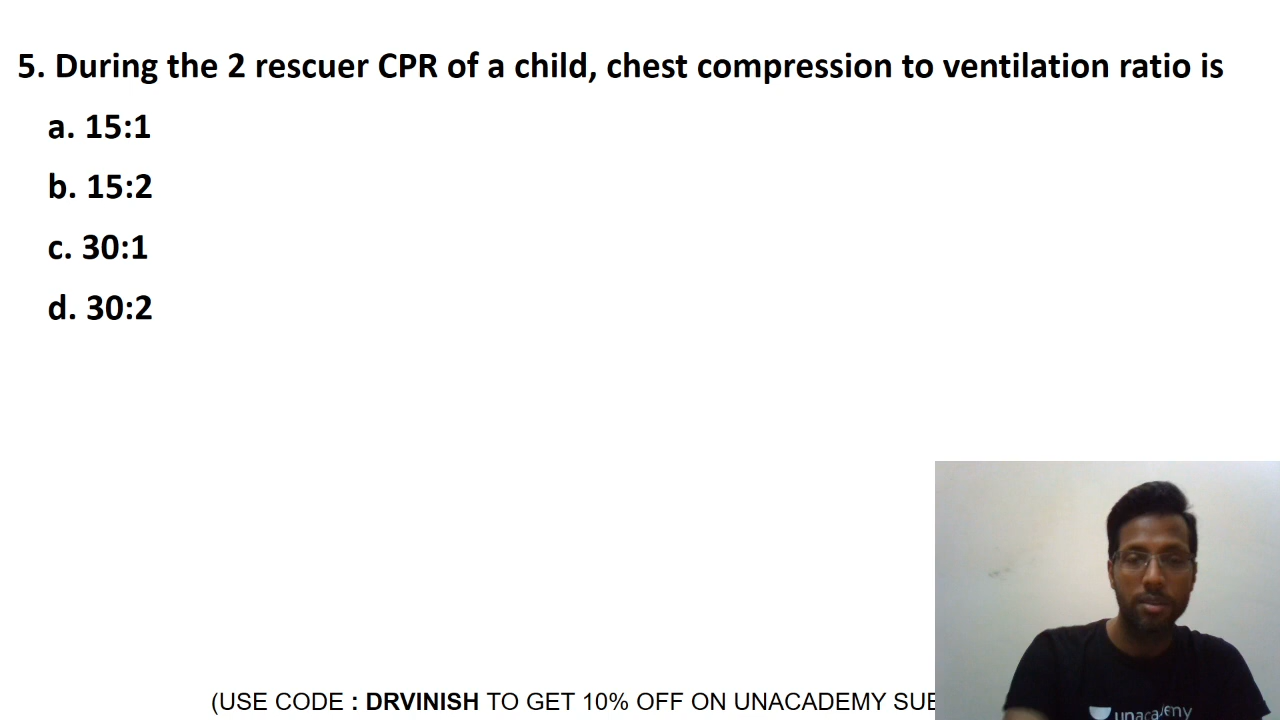 5. During the 2 rescuer CPR of a child, chest compression to ventilation ratio is
a. 15:1
b. 15:2
c. 30:1
d. 30:2
(USE CODE : DRVINISH TO GET 10% OFF ON UNACADEMY
unacademy